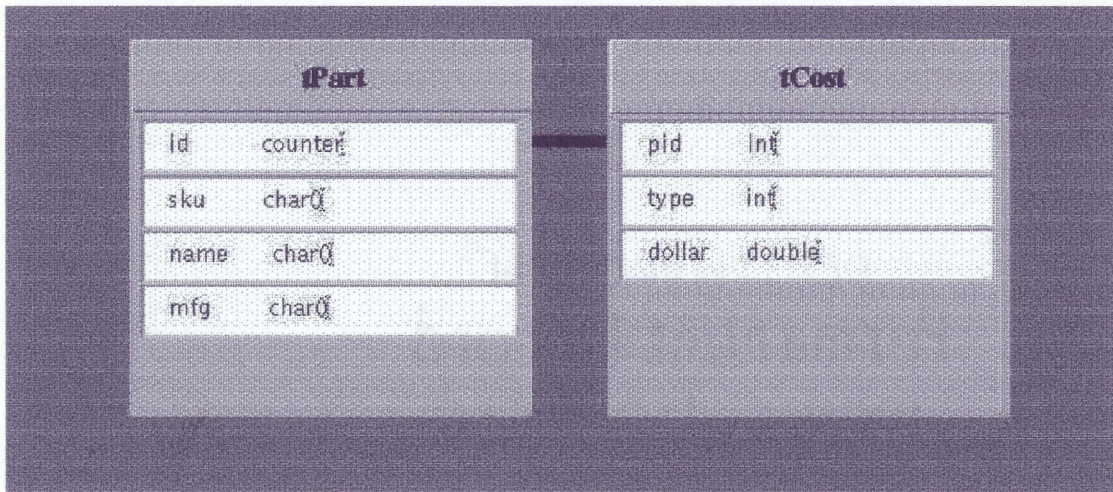 tPart
id counter
sku char()
name char()
mfg char()
tCost
pid int
type int
dollar double